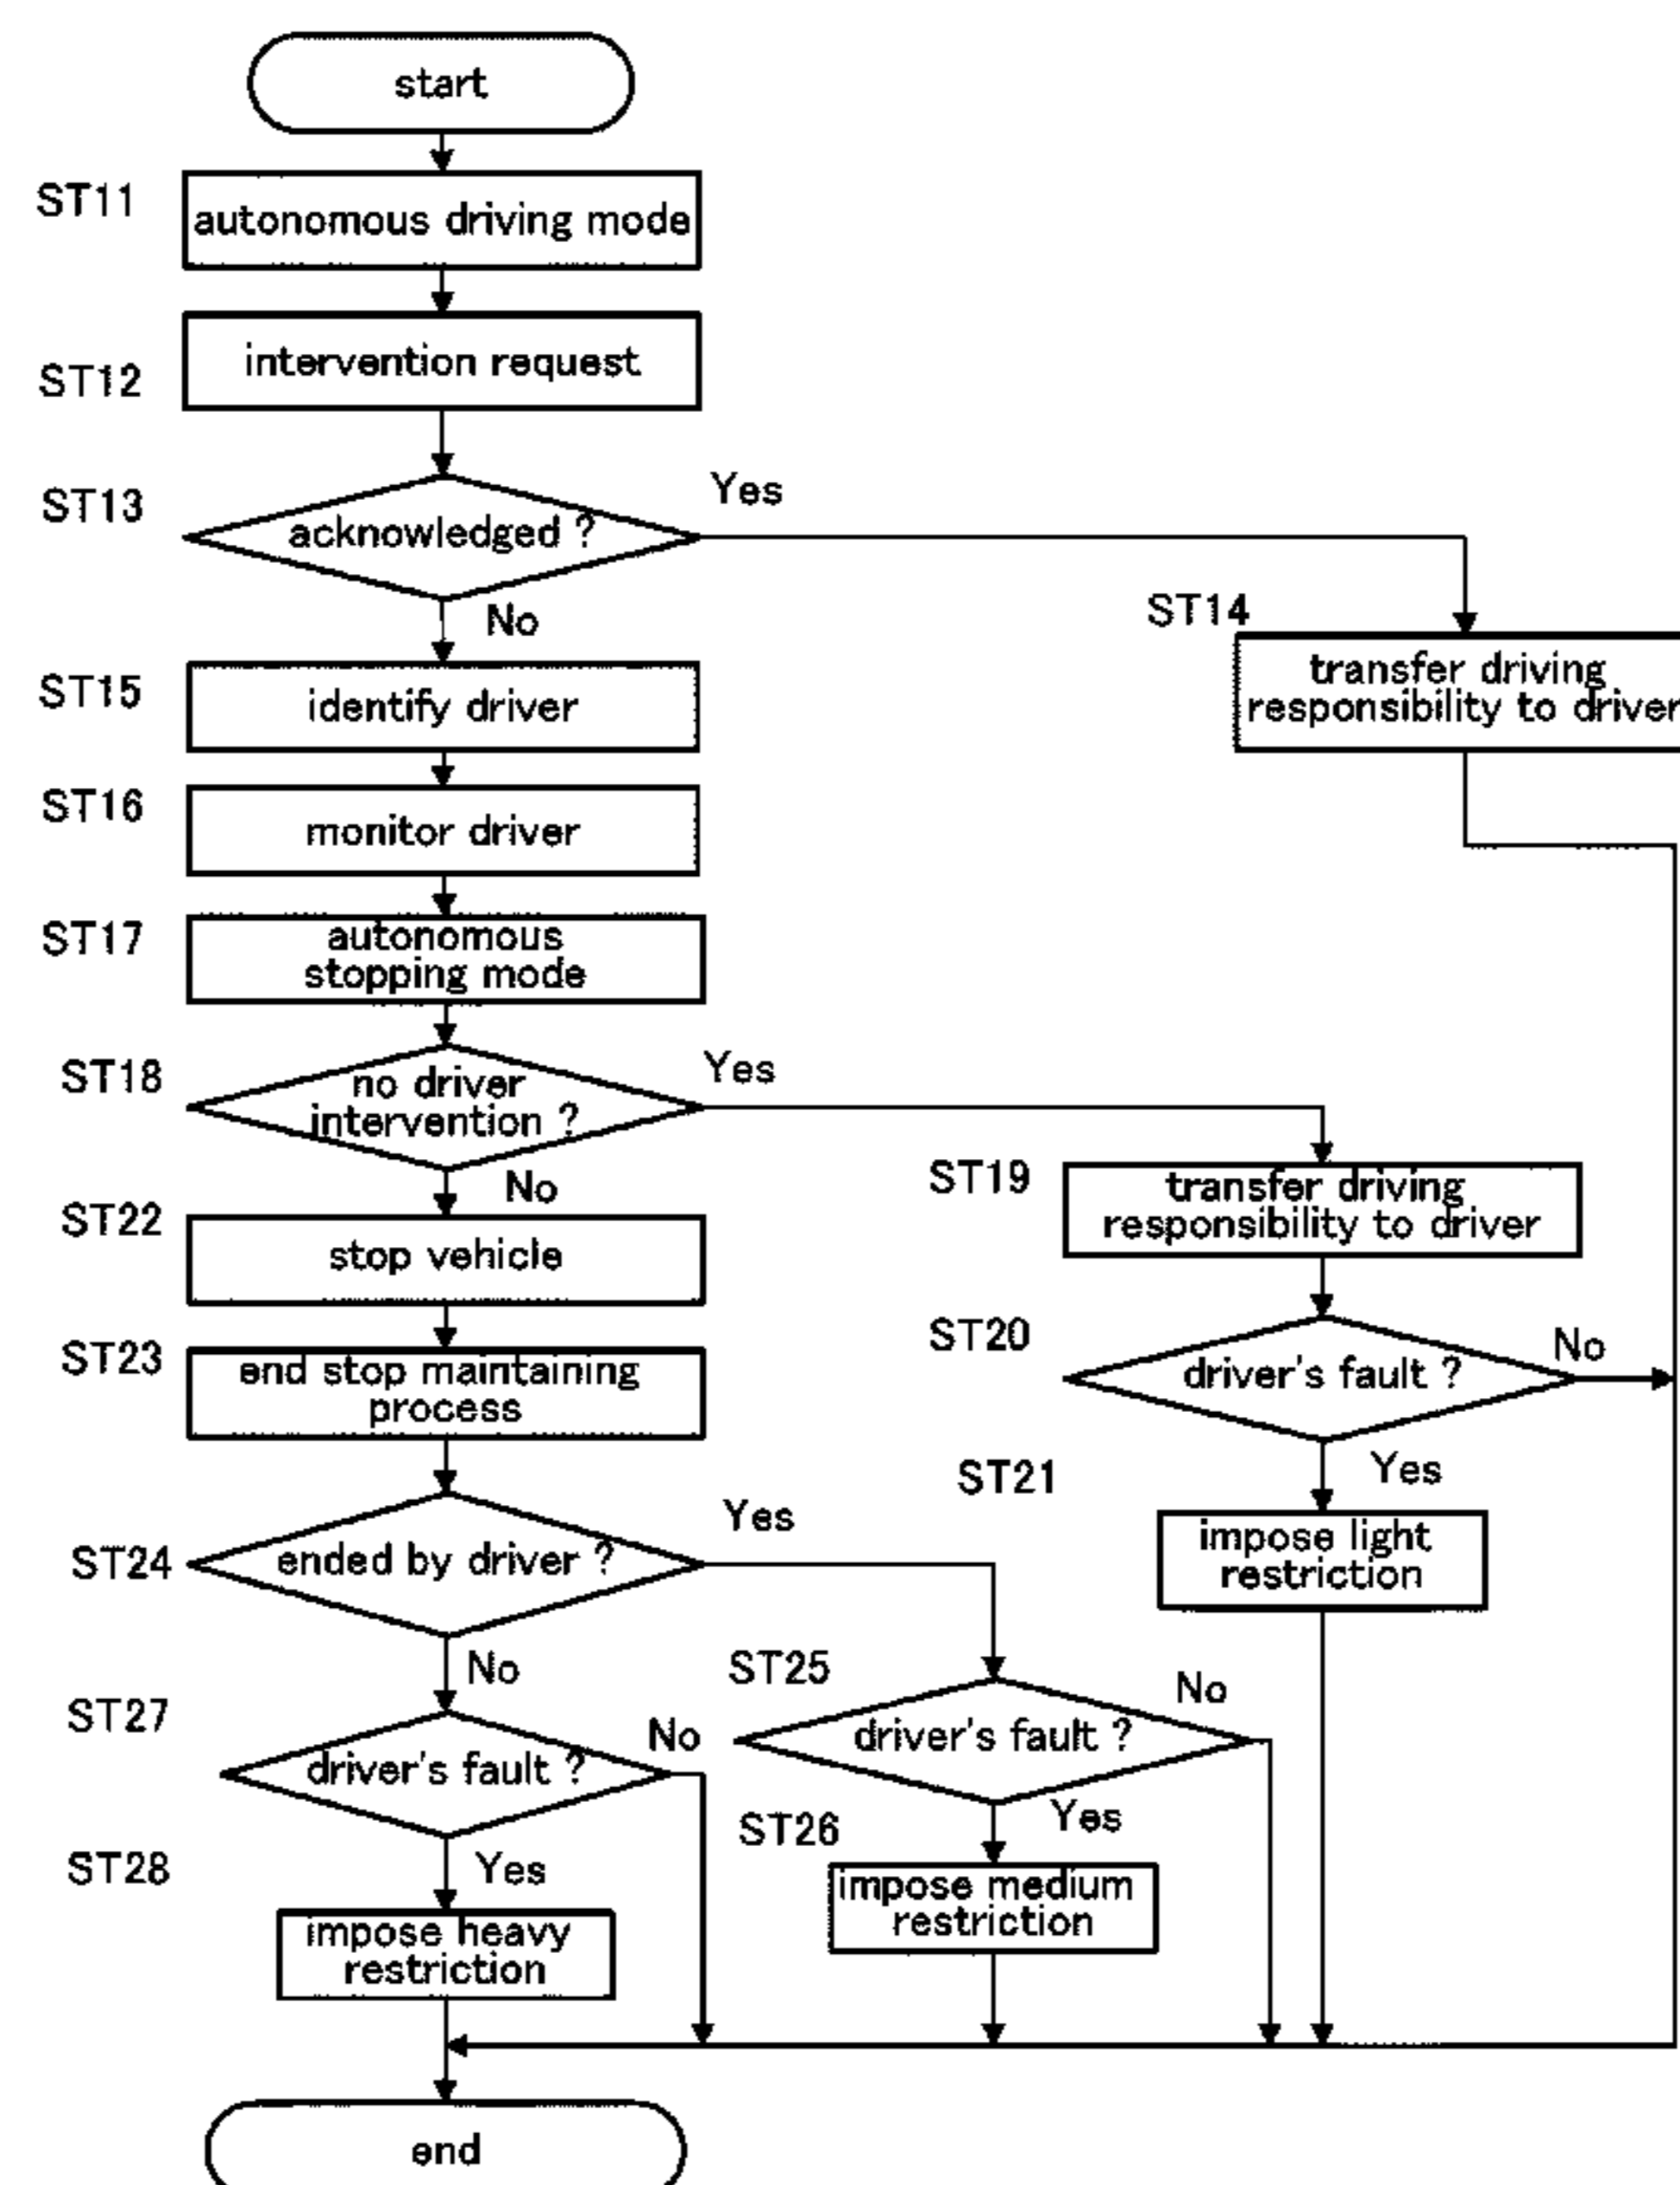 start
ST11
autonomous driving mode
ST12
intervention request
ST13
acknowledged ?
Yes
No
ST14
transfer driving
responsibility to driver
ST15
identify driver
ST16
monitor driver
ST17
autonomous
stopping mode
ST18
no driver
intervention ?
Yes
No
ST19
transfer driving
responsibility to driver
ST20
driver's fault ?
No
Yes
ST21
impose light
restriction
ST22
stop vehicle
ST23
end stop maintaining
process
ST24
ended by driver ?
Yes
No
ST25
driver's fault ?
No
Yes
ST26
impose medium
restriction
ST27
driver's fault ?
No
Yes
ST28
impose heavy
restriction
end